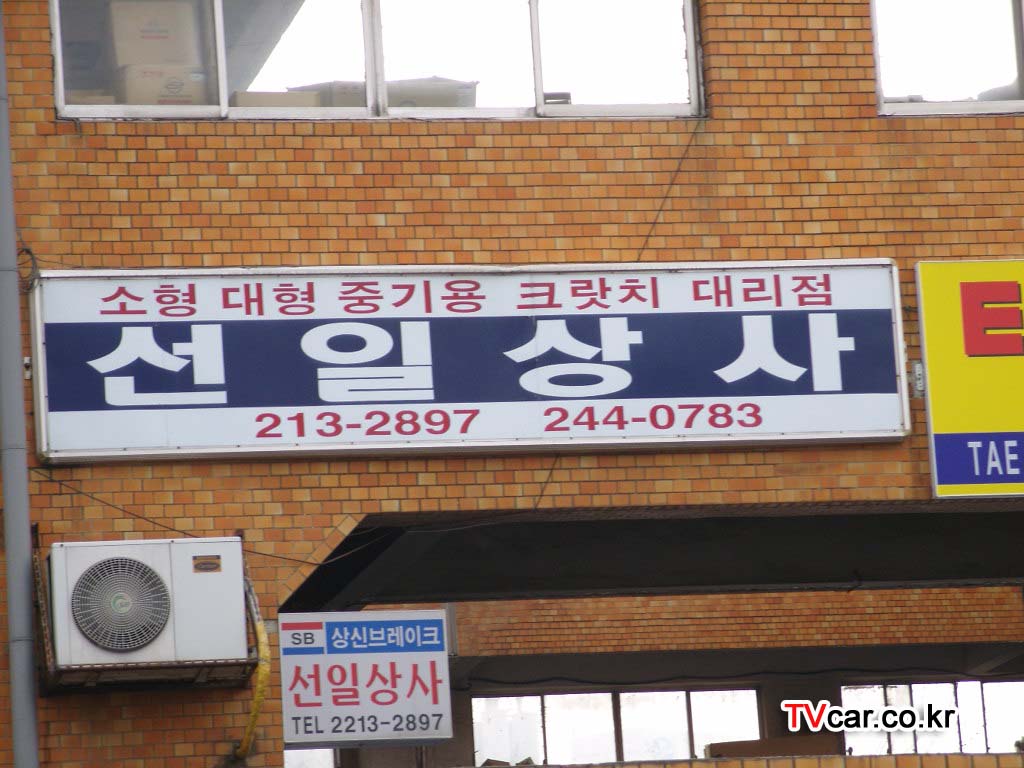 소형 대형 중기용 크랏치 대리점
선일상사
213-2897 244-0783
TAE
SB 상신브레이크
선일상사
TEL 2213-2897
TVcar.co.kr